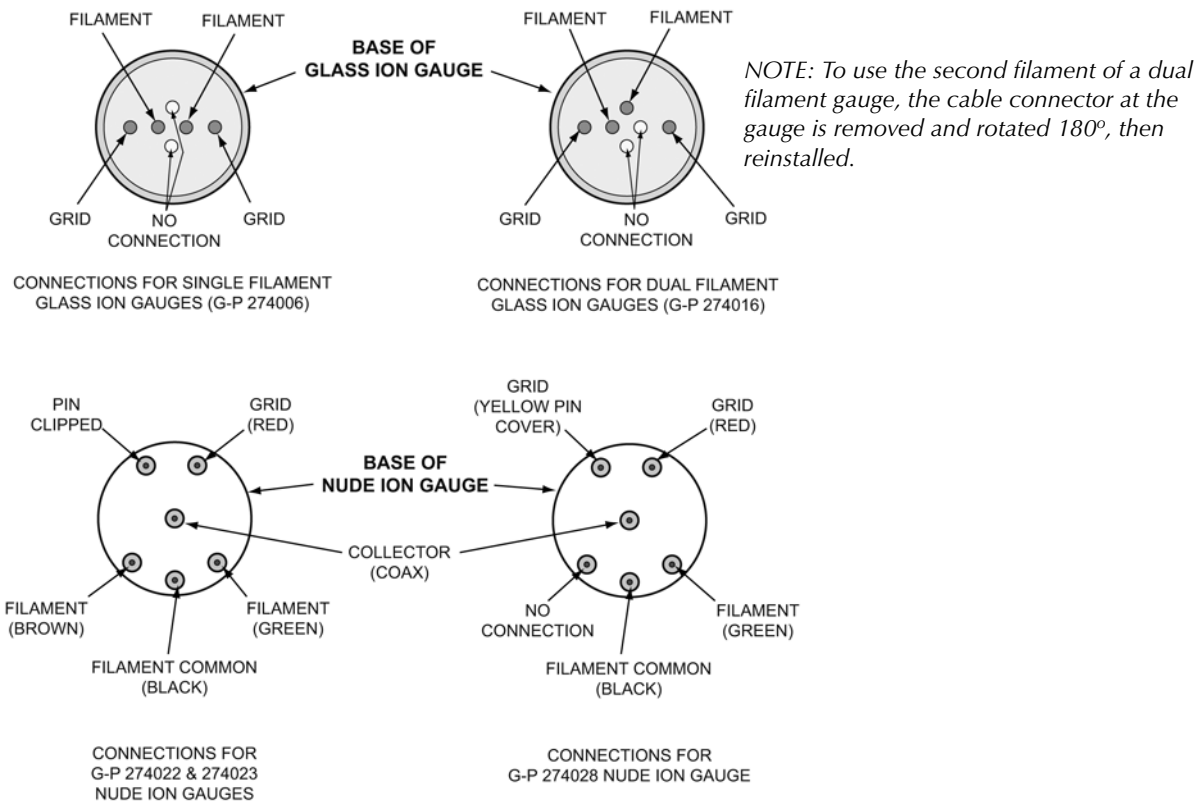 FILAMENT
FILAMENT
BASE OF
GLASS ION GAUGE
FILAMENT
FILAMENT
NOTE: To use the second filament of a dual
filament gauge, the cable connector at the
gauge is removed and rotated 180º, then
reinstalled.
GRID
NO
CONNECTION
GRID
GRID
NO
CONNECTION
GRID
CONNECTIONS FOR SINGLE FILAMENT
GLASS ION GAUGES (G-P 274006)
CONNECTIONS FOR DUAL FILAMENT
GLASS ION GAUGES (G-P 274016)
PIN
CLIPPED
GRID
(RED)
BASE OF
NUDE ION GAUGE
GRID
(YELLOW PIN
COVER)
GRID
(RED)
COLLECTOR
(COAX)
FILAMENT
(BROWN)
FILAMENT
(GREEN)
FILAMENT COMMON
(BLACK)
NO
CONNECTION
FILAMENT
(GREEN)
FILAMENT COMMON
(BLACK)
CONNECTIONS FOR
G-P 274022 & 274023
NUDE ION GAUGES
CONNECTIONS FOR
G-P 274028 NUDE ION GAUGE